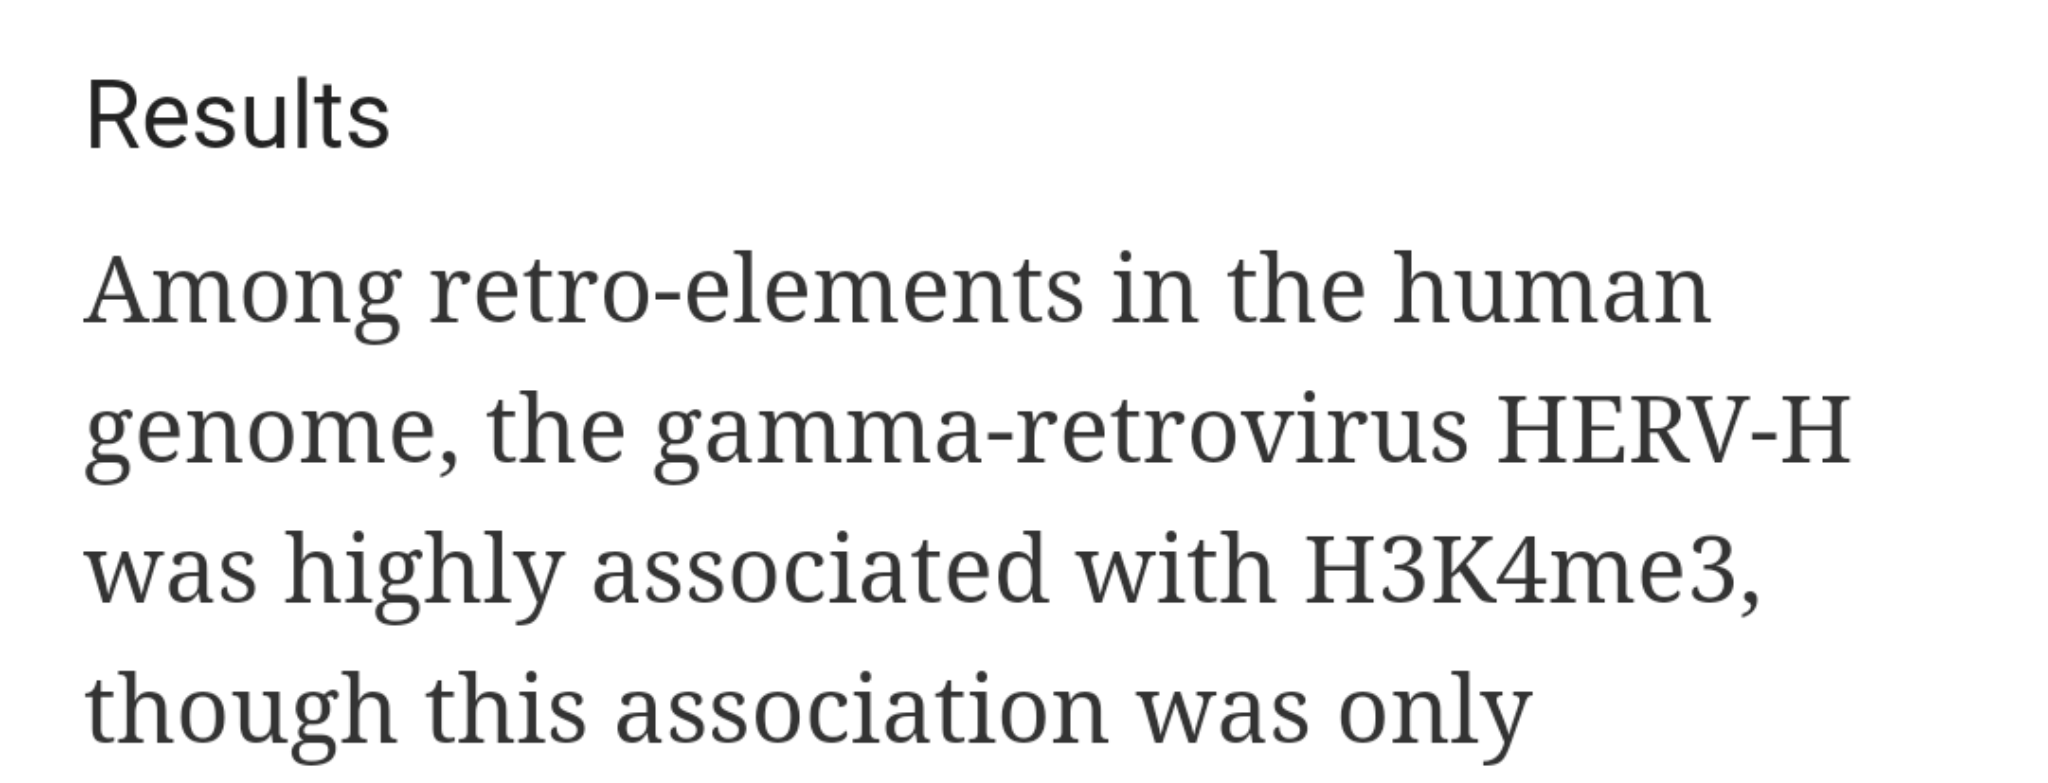 Results
Among retro-elements in the human
genome, the gamma-retrovirus HERV-H
was highly associated with H3K4me3,
though this association was only